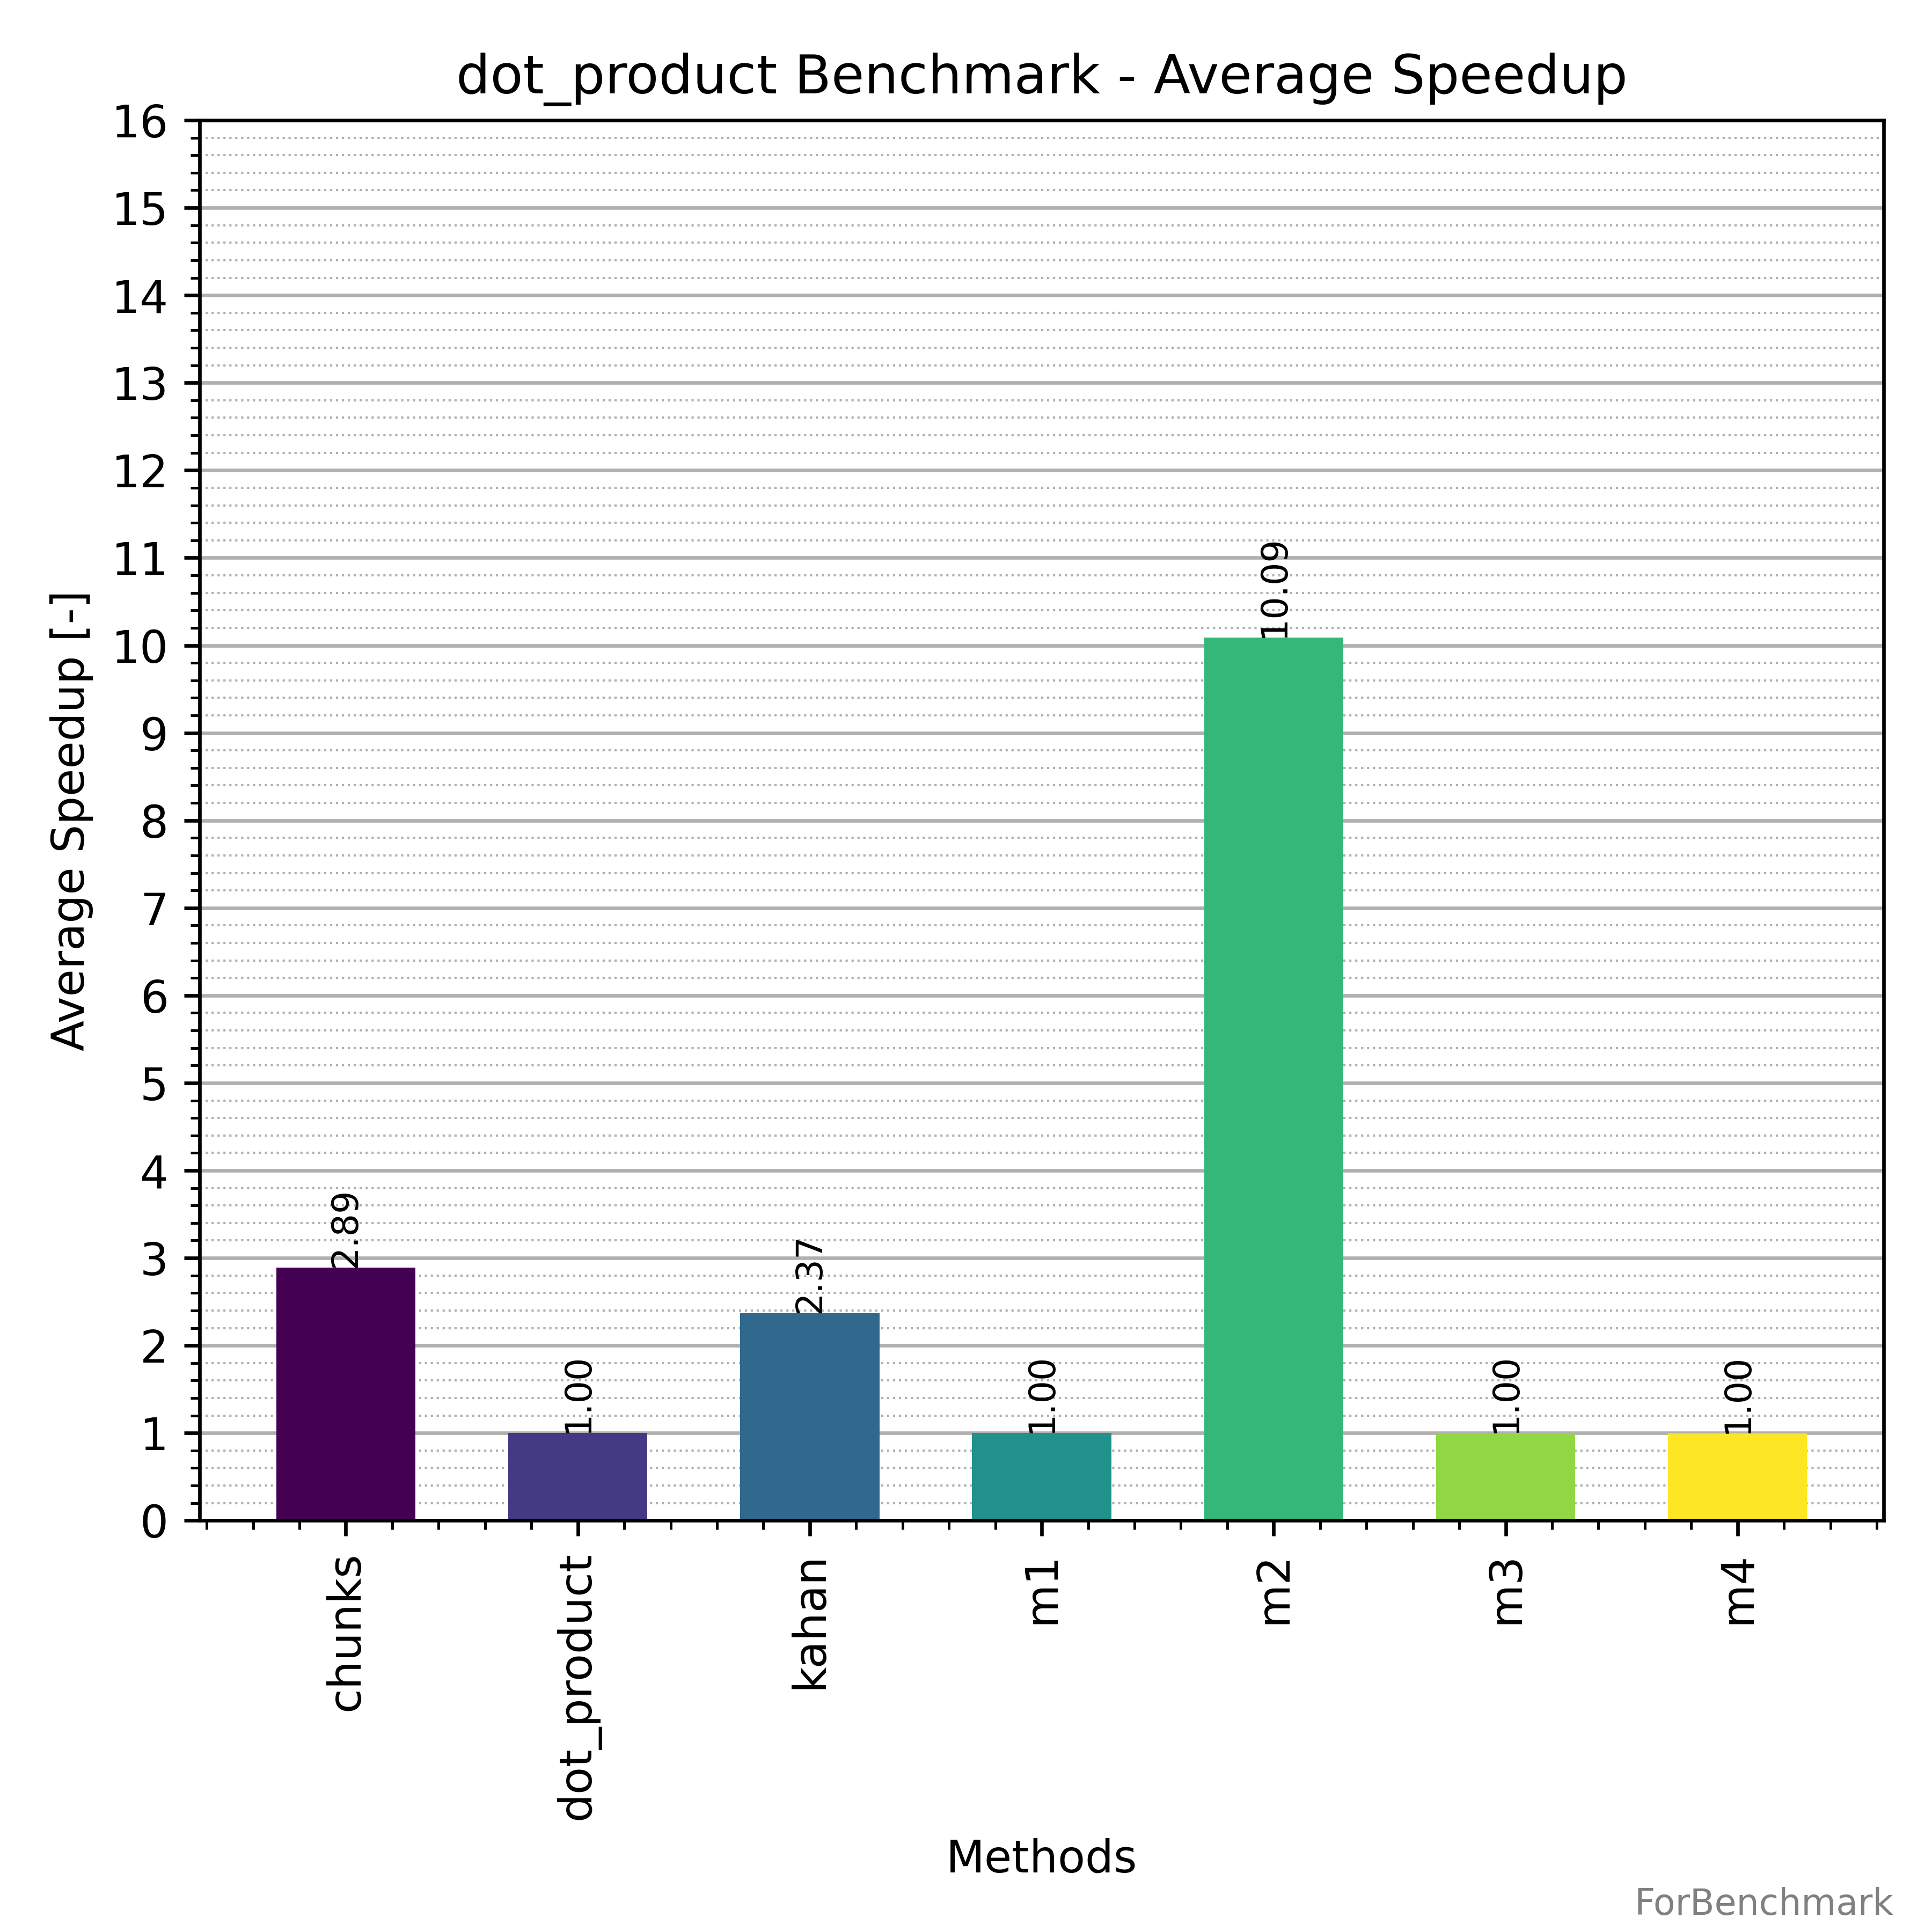 dot_product Benchmark - Average Speedup
16
15
14
13
12
11
10
9
8
7
6
5
4
3
2
1
0
Average Speedup [-]
2.89
1.00
2.37
1.00
10.09
1.00
1.00
chunks
dot_product
kahan
m1
m2
m3
m4
Methods
ForBenchmark